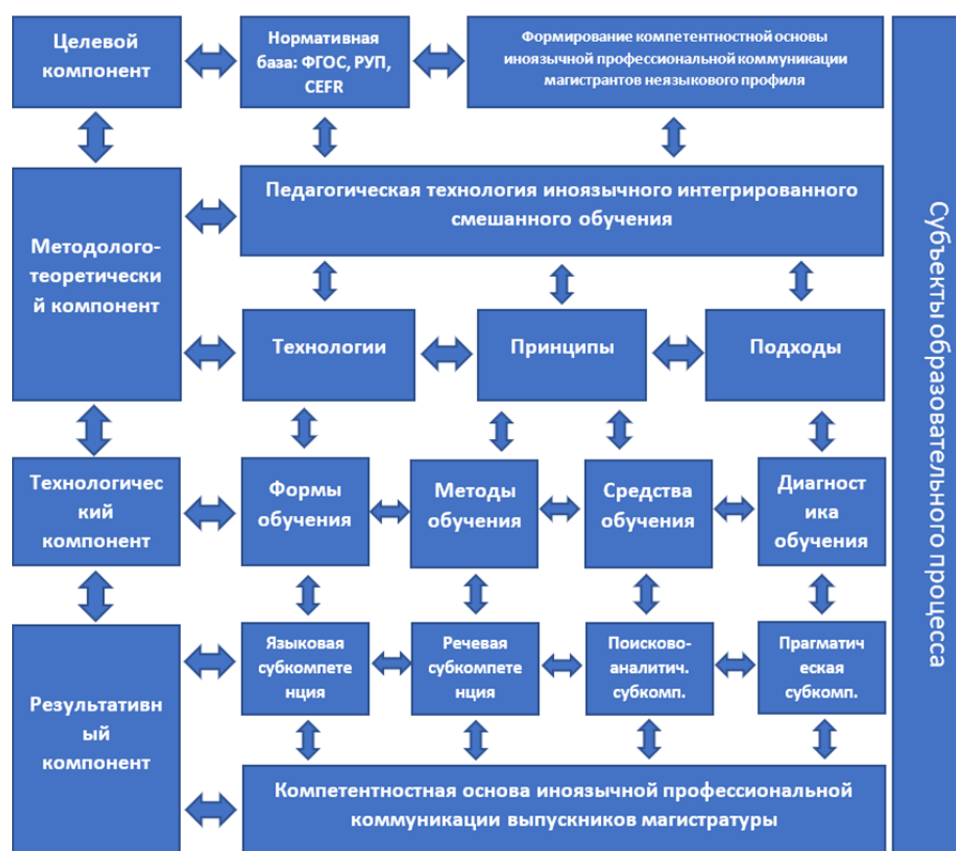 Целевой
компонент
Нормативная
база: ФГОС, РУП,
CEFR
Формирование компетентностной основы
иноязычной профессиональной коммуникации
магистрантов неязыкового профиля
Методолого-
теоретически
й компонент
Педагогическая технология иноязычного интегрированного
смешанного обучения
Технологии
Принципы
Подходы
Технологичес
кий
компонент
Формы
обучения
Методы
обучения
Средства
обучения
Диагност
ика
обучения
Результативн
ый
компонент
Языковая
субкомпете
нция
Речевая
субкомпете
нция
Поисково-
аналитич.
субкомп.
Прагматич
еская
субкомп.
Компетентностная основа иноязычной профессиональной
коммуникации выпускников магистратуры
Субъекты образовательного процесса